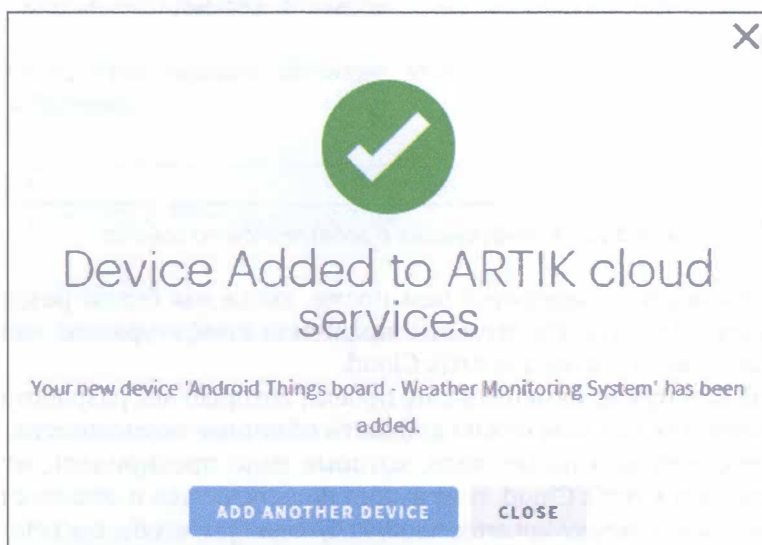 Device Added to ARTIK cloud
services
Your new device 'Android Things board - Weather Monitoring System' has been
added.
ADD ANOTHER DEVICE CLOSE